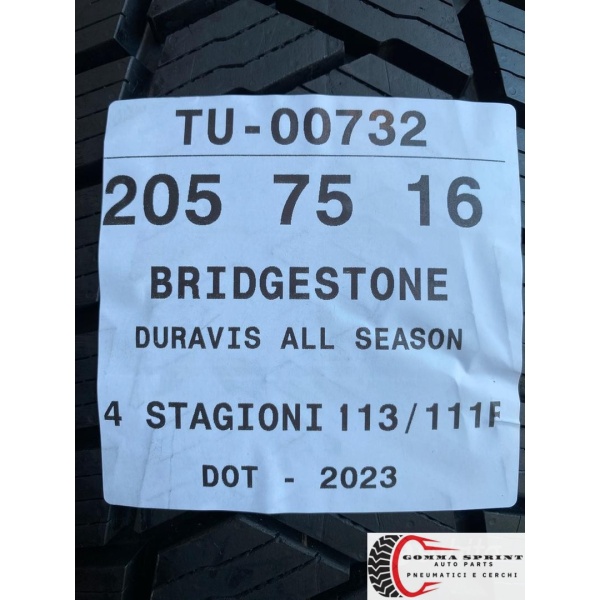 TU-00732
205 75 16
BRIDGESTONE
DURAVIS ALL SEASON
4 STAGIONI 113/111R
DOT - 2023
GOMMA SPRINT
AUTO PARTS
PNEUMATICI E CERCHI